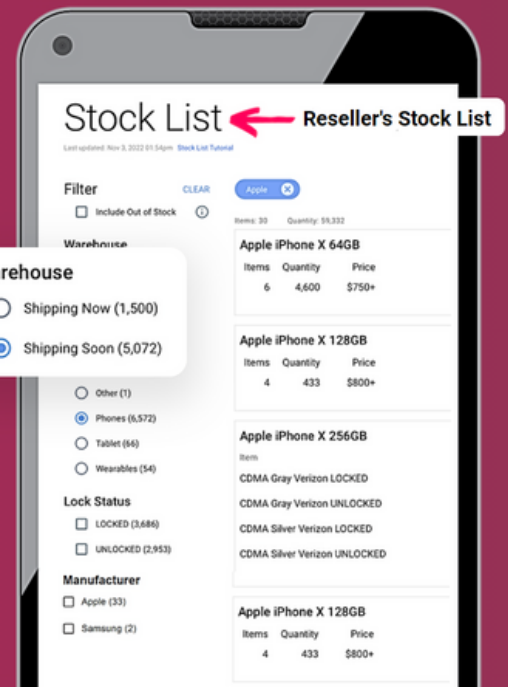 Stock List
Reseller's Stock List
Last updated: Nov 3, 2022 01:54pm Stock List Tutorial
Filter CLEAR
Include Out of Stock
Warehouse
arehouse
Shipping Now (1,500)
Shipping Soon (5,072)
Other (1)
Phones (6,572)
Tablet (66)
Wearables (54)
Lock Status
LOCKED (3,686)
UNLOCKED (2,953)
Manufacturer
Apple (33)
Samsung (2)
Apple
Items: 30 Quantity: 59,332
Apple iPhone X 64GB
Items Quantity Price
6 4,600 $750+
Apple iPhone X 128GB
Items Quantity Price
4 433 $800+
Apple iPhone X 256GB
Item
CDMA Gray Verizon LOCKED
CDMA Gray Verizon UNLOCKED
CDMA Silver Verizon LOCKED
CDMA Silver Verizon UNLOCKED
Apple iPhone X 128GB
Items Quantity Price
4 433 $800+